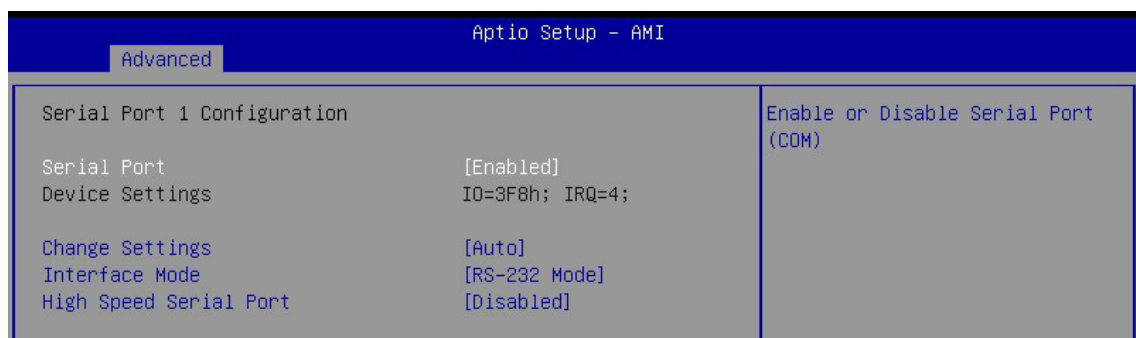 Aptio Setup – AMI
Advanced
Serial Port 1 Configuration
Enable or Disable Serial Port
(COM)
Serial Port [Enabled]
Device Settings IO=3F8h; IRQ=4;
Change Settings [Auto]
Interface Mode [RS-232 Mode]
High Speed Serial Port [Disabled]